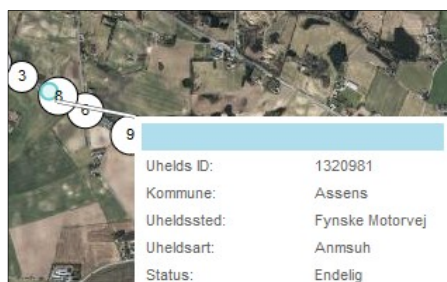 3
8
6
9
Uhelds ID: 1320981
Kommune: Assens
Uheldssted: Fynske Motorvej
Uheldsart: Anmsuh
Status: Endelig